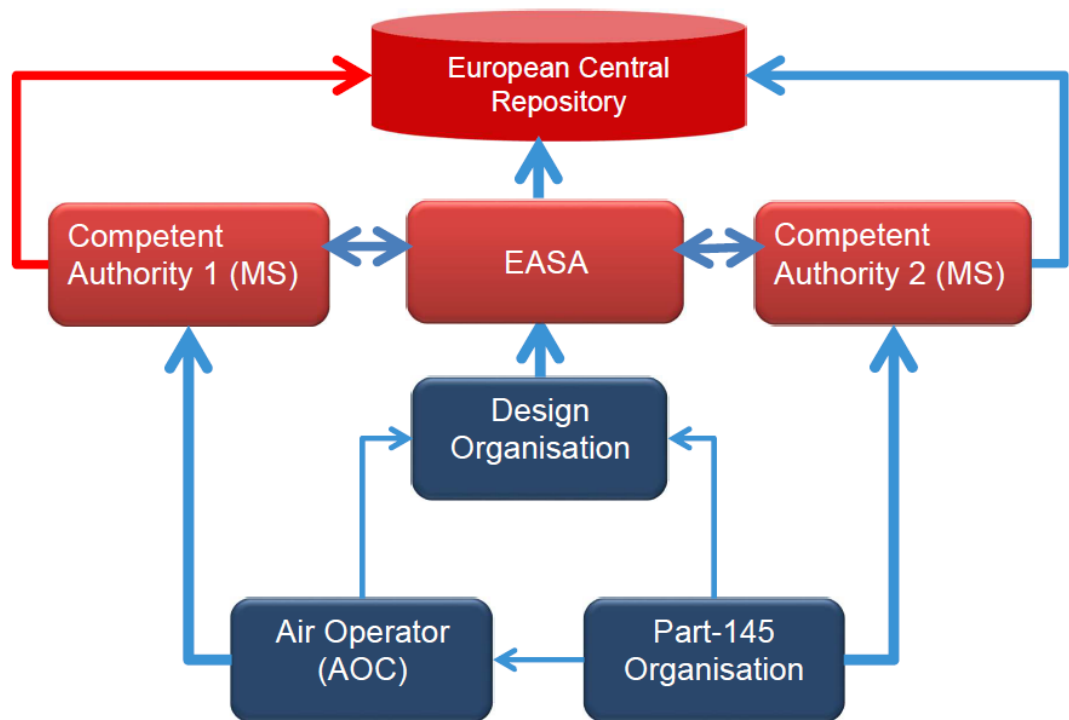 European Central
Repository
Competent
Authority 1 (MS)
EASA
Competent
Authority 2 (MS)
Design
Organisation
Air Operator
(AOC)
Part-145
Organisation